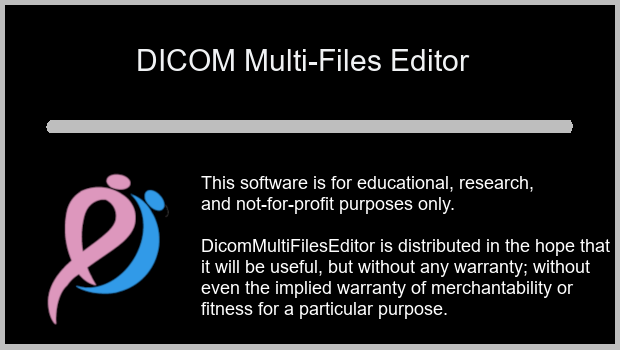 DICOM Multi-Files Editor
This software is for educational, research,
and not-for-profit purposes only.
DicomMultiFilesEditor is distributed in the hope that
it will be useful, but without any warranty; without
even the implied warranty of merchantability or
fitness for a particular purpose.